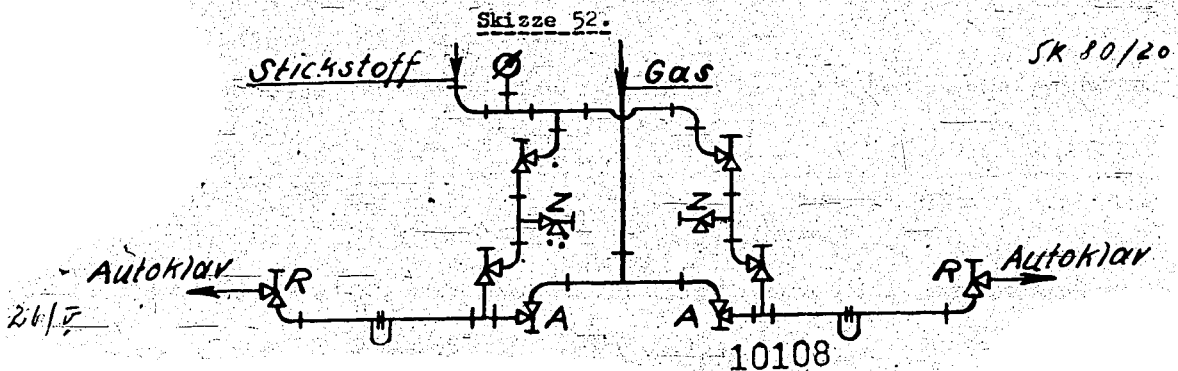 Skizze 52.
SK 80/20
Stickstoff
Gas
Z
Z
Autoklav
R
R
Autoklav
A
A
10108